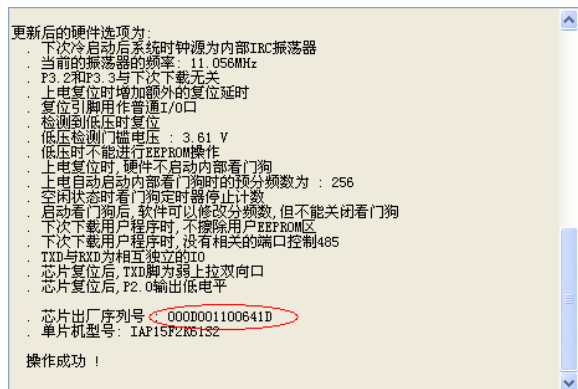 更新后的硬件选项为:
. 下次冷启动后系统时钟源为内部IRC振荡器
. 当前的振荡器的频率: 11.056MHz
. P3.2和P3.3与下次下载无关
. 上电复位时增加额外的复位延时
. 复位引脚用作普通I/O口
. 检测到低压时复位
. 低压检测门槛电压 : 3.61 V
. 低压时不能进行EEPROM操作
. 上电复位时,硬件不启动内部看门狗
. 上电自动启动内部看门狗时的预分频数为 : 256
. 空闲状态时看门狗定时器停止计数
. 启动看门狗后,软件可以修改分频数,但不能关闭看门狗
. 下次下载用户程序时,不擦除用户EEPROM区
. 下次下载用户程序时,没有相关的端口控制485
. TXD与RXD为相互独立的IO
. 芯片复位后,TXD脚为弱上拉双向口
. 芯片复位后,P2.0输出低电平
. 芯片出厂序列号 : 000D001100641D
. 单片机型号: IAP15F2K61S2
操作成功 !